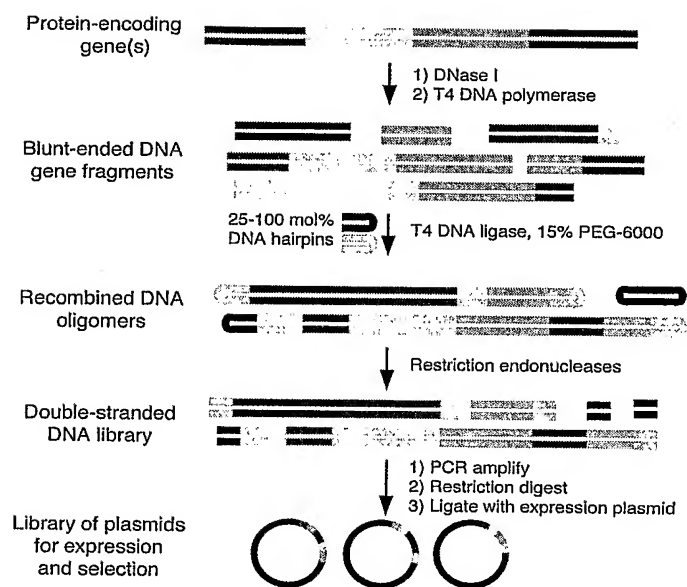 Protein-encoding
gene(s)
1) DNase I
2) T4 DNA polymerase
Blunt-ended DNA
gene fragments
25-100 mol%
DNA hairpins
T4 DNA ligase, 15% PEG-6000
Recombined DNA
oligomers
Restriction endonucleases
Double-stranded
DNA library
1) PCR amplify
2) Restriction digest
3) Ligate with expression plasmid
Library of plasmids
for expression
and selection